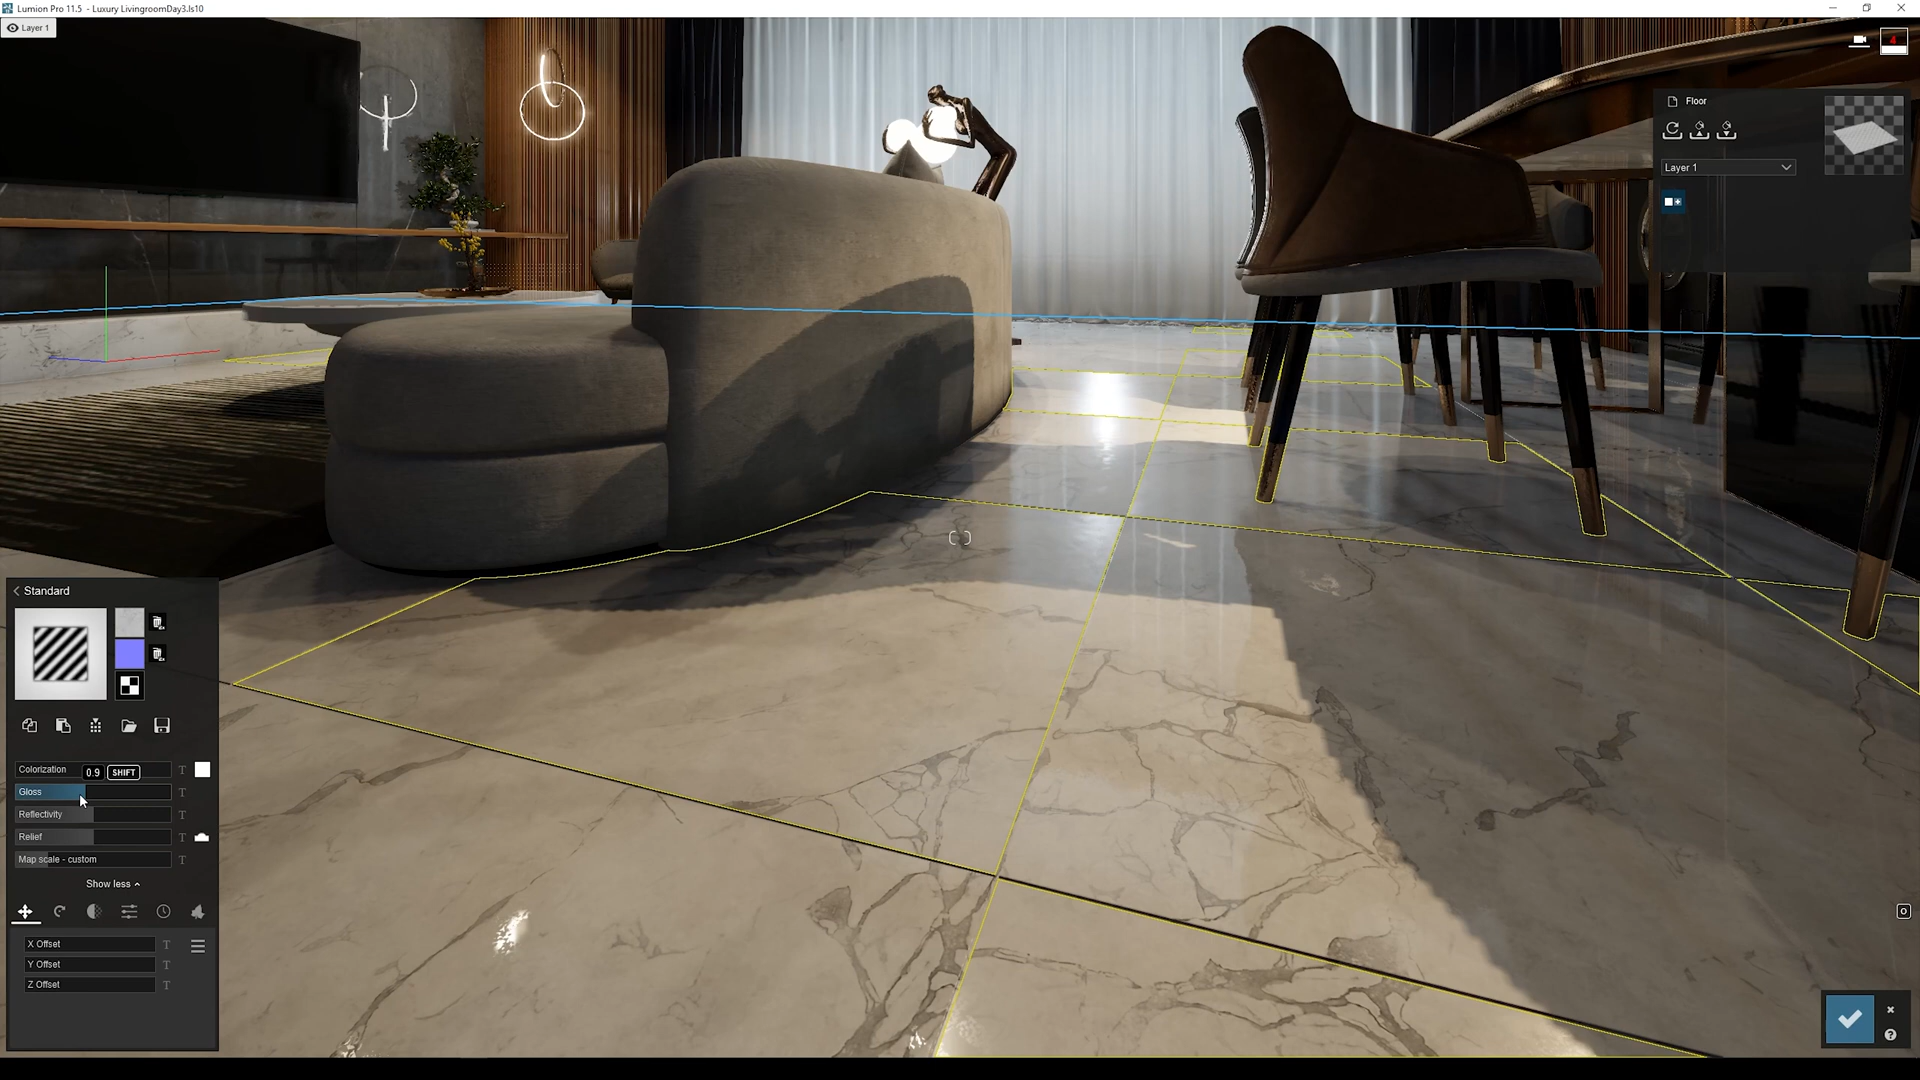 Lumion Pro 11.5 - Luxury LivingroomDay3.ls10
Layer 1
4
Floor
Layer 1
Standard
Colorization
0.9 SHIFT
T
Gloss
T
Reflectivity
T
Relief
T
Map scale - custom
T
Show less
X Offset
T
Y Offset
T
Z Offset
T
O